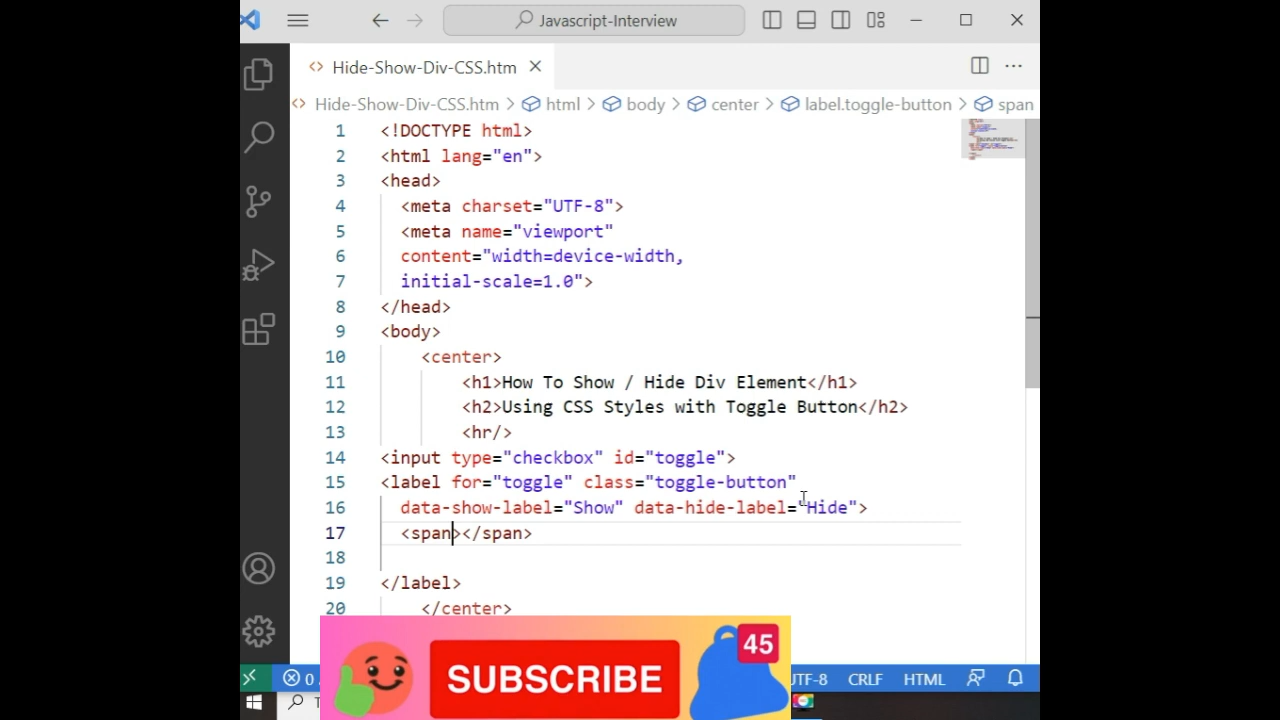 Javascript-Interview
Hide-Show-Div-CSS.htm
Hide-Show-Div-CSS.htm > html > body > center > label.toggle-button > span
1 <!DOCTYPE html>
2 <html lang="en">
3 <head>
4 <meta charset="UTF-8">
5 <meta name="viewport"
6 content="width=device-width,
7 initial-scale=1.0">
8 </head>
9 <body>
10 <center>
11 <h1>How To Show / Hide Div Element</h1>
12 <h2>Using CSS Styles with Toggle Button</h2>
13 <hr/>
14 <input type="checkbox" id="toggle">
15 <label for="toggle" class="toggle-button"
16 data-show-label="Show" data-hide-label="Hide">
17 <span></span>
18
19 </label>
20 </center>
45
SUBSCRIBE
0 UTF-8 CRLF HTML
T